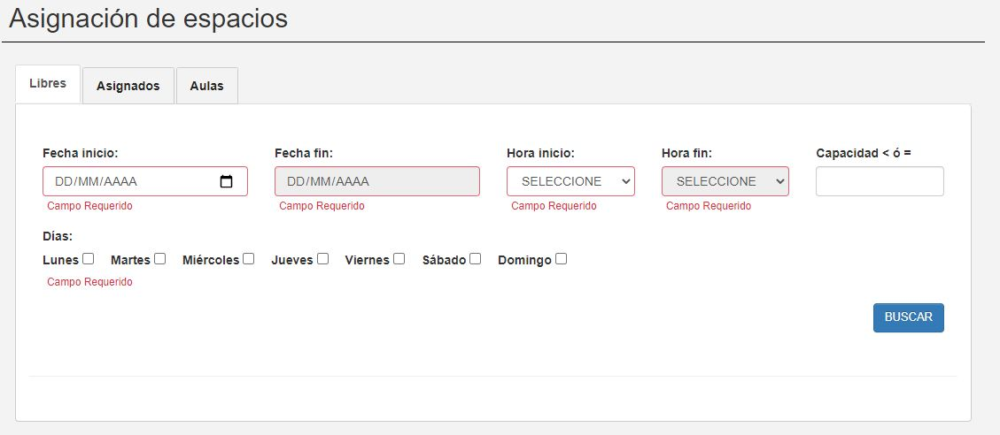 Asignación de espacios
Libres Asignados Aulas
Fecha inicio: Fecha fin: Hora inicio: Hora fin: Capacidad < ó =
DD/MM/AAAA DD/MM/AAAA SELECCIONE SELECCIONE
Campo Requerido Campo Requerido Campo Requerido Campo Requerido
Días:
Lunes Martes Miércoles Jueves Viernes Sábado Domingo
Campo Requerido
BUSCAR